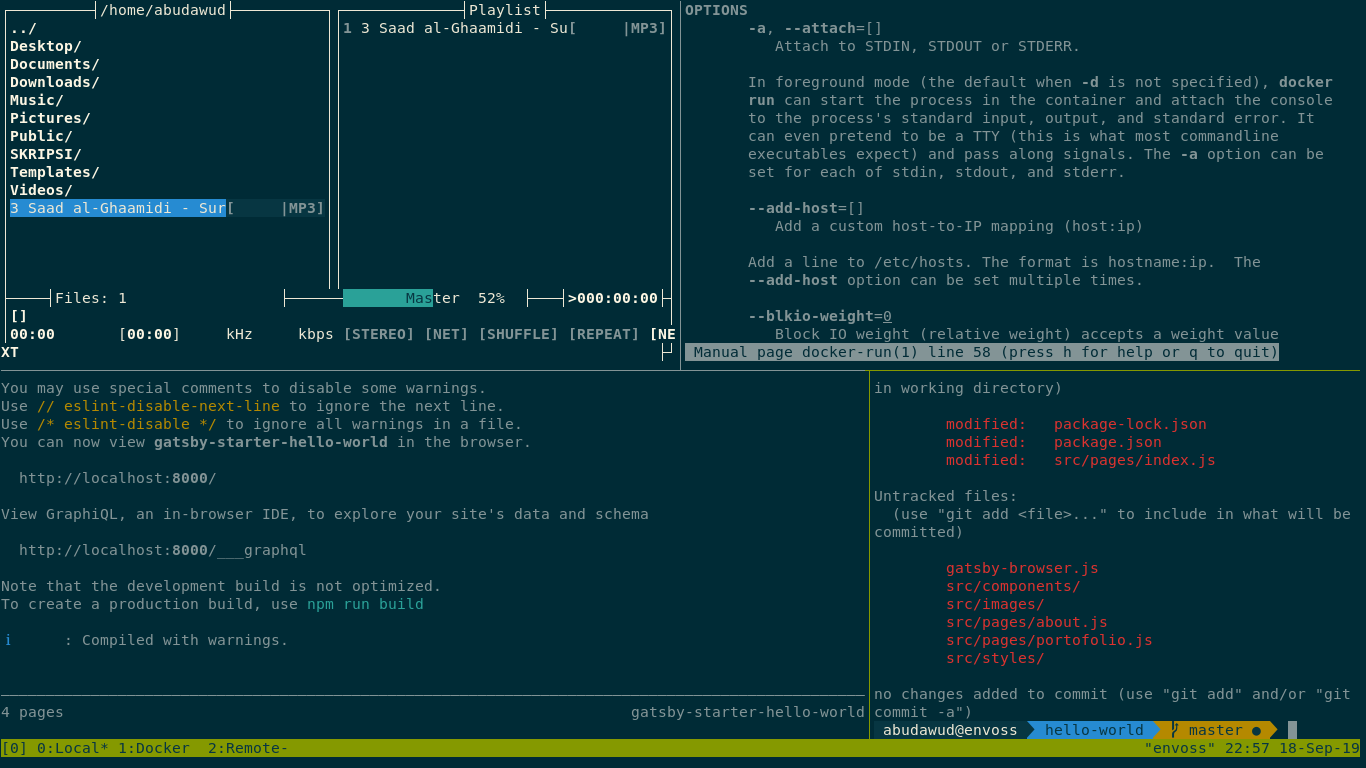 /home/abudawud
../
Desktop/
Documents/
Downloads/
Music/
Pictures/
Public/
SKRIPSI/
Templates/
Videos/
3 Saad al-Ghaamidi - Sur[ |MP3]
Playlist
1 3 Saad al-Ghaamidi - Su[ |MP3]
Files: 1
Master 52%
>000:00:00
[]
00:00 [00:00] kHz kbps [STEREO] [NET] [SHUFFLE] [REPEAT] [NE
XT
OPTIONS
-a, --attach=[]
Attach to STDIN, STDOUT or STDERR.
In foreground mode (the default when -d is not specified), docker
run can start the process in the container and attach the console
to the process's standard input, output, and standard error. It
can even pretend to be a TTY (this is what most commandline
executables expect) and pass along signals. The -a option can be
set for each of stdin, stdout, and stderr.
--add-host=[]
Add a custom host-to-IP mapping (host:ip)
Add a line to /etc/hosts. The format is hostname:ip.  The
--add-host option can be set multiple times.
--blkio-weight=0
Block IO weight (relative weight) accepts a weight value
Manual page docker-run(1) line 58 (press h for help or q to quit)
You may use special comments to disable some warnings.
Use // eslint-disable-next-line to ignore the next line.
Use /* eslint-disable */ to ignore all warnings in a file.
You can now view gatsby-starter-hello-world in the browser.
http://localhost:8000/
View GraphiQL, an in-browser IDE, to explore your site's data and schema
http://localhost:8000/___graphql
Note that the development build is not optimized.
To create a production build, use npm run build
i : Compiled with warnings.
4 pages gatsby-starter-hello-world
in working directory)
modified:   package-lock.json
modified:   package.json
modified:   src/pages/index.js
Untracked files:
(use "git add <file>..." to include in what will be
committed)
gatsby-browser.js
src/components/
src/images/
src/pages/about.js
src/pages/portofolio.js
src/styles/
no changes added to commit (use "git add" and/or "git
commit -a")
abudawud@envoss hello-world master ●
[0] 0:Local* 1:Docker  2:Remote- "envoss" 22:57 18-Sep-19